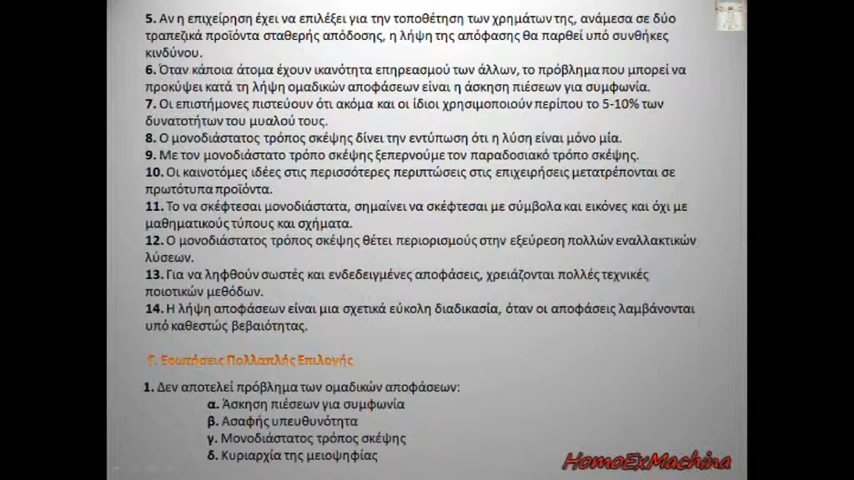 5. Αν η επιχείρηση έχει να επιλέξει για την τοποθέτηση των χρημάτων της, ανάμεσα σε δύο
τραπεζικά προϊόντα σταθερής απόδοσης, η λήψη της απόφασης θα παρθεί υπό συνθήκες
κινδύνου.
6. Όταν κάποια άτομα έχουν ικανότητα επηρεασμού των άλλων, το πρόβλημα που μπορεί να
προκύψει κατά τη λήψη ομαδικών αποφάσεων είναι η άσκηση πιέσεων για συμφωνία.
7. Οι επιστήμονες πιστεύουν ότι ακόμα και οι ίδιοι χρησιμοποιούν περίπου το 5-10% των
δυνατοτήτων του μυαλού τους.
8. Ο μονοδιάστατος τρόπος σκέψης δίνει την εντύπωση ότι η λύση είναι μόνο μία.
9. Με τον μονοδιάστατο τρόπο σκέψης ξεπερνούμε τον παραδοσιακό τρόπο σκέψης.
10. Οι καινοτόμες ιδέες στις περισσότερες περιπτώσεις στις επιχειρήσεις μετατρέπονται σε
πρωτότυπα προϊόντα.
11. Το να σκέφτεσαι μονοδιάστατα, σημαίνει να σκέφτεσαι με σύμβολα και εικόνες και όχι με
μαθηματικούς τύπους και σχήματα.
12. Ο μονοδιάστατος τρόπος σκέψης θέτει περιορισμούς στην εξεύρεση πολλών εναλλακτικών
λύσεων.
13. Για να ληφθούν σωστές και ενδεδειγμένες αποφάσεις, χρειάζονται πολλές τεχνικές
ποιοτικών μεθόδων.
14. Η λήψη αποφάσεων είναι μια σχετικά εύκολη διαδικασία, όταν οι αποφάσεις λαμβάνονται
υπό καθεστώς βεβαιότητας.
Γ. Ερωτήσεις Πολλαπλής Επιλογής
1. Δεν αποτελεί πρόβλημα των ομαδικών αποφάσεων:
α. Άσκηση πιέσεων για συμφωνία
β. Ασαφής υπευθυνότητα
γ. Μονοδιάστατος τρόπος σκέψης
δ. Κυριαρχία της μειοψηφίας
HomoExMachina